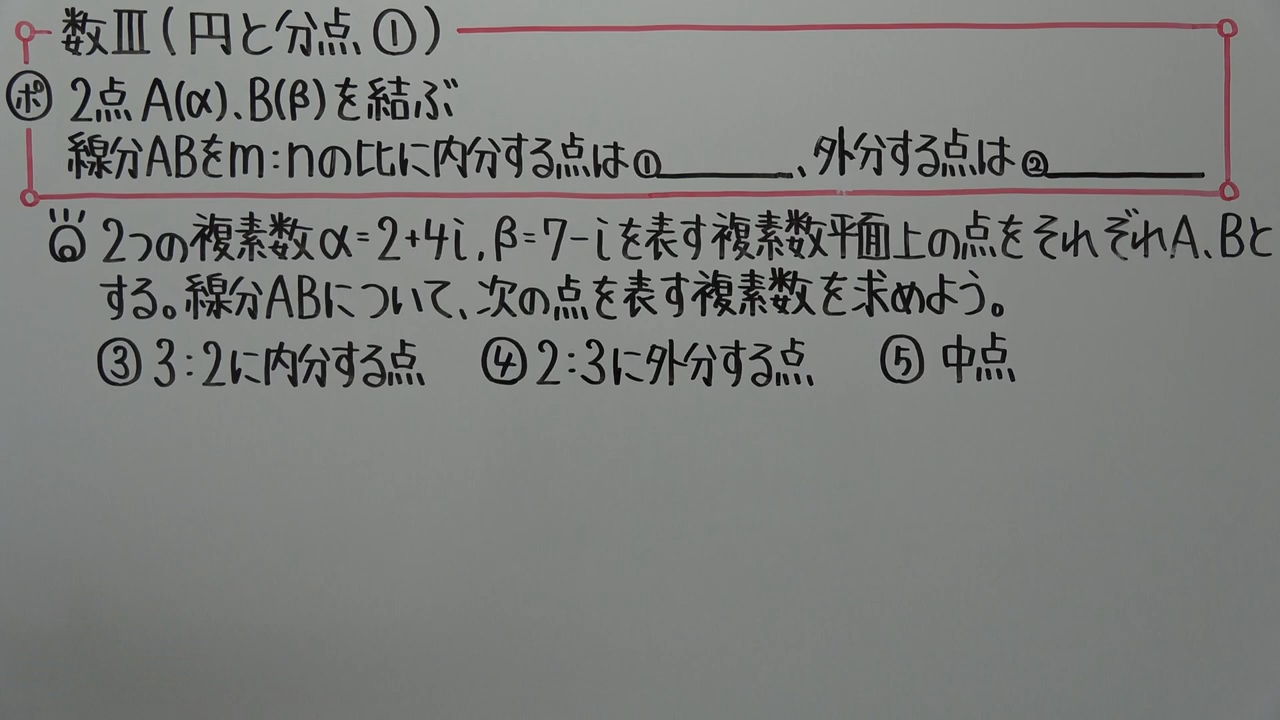 数Ⅲ(円と分点①)
ポ 2点A(α)、B(β)を結ぶ
線分ABをm:nの比に内分する点は①______、外分する点は②______
2つの複素数α=2+4i,β=7-iを表す複素数平面上の点をそれぞれA、Bと
する。線分ABについて、次の点を表す複素数を求めよう。
③3:2に内分する点 ④2:3に外分する点 ⑤中点